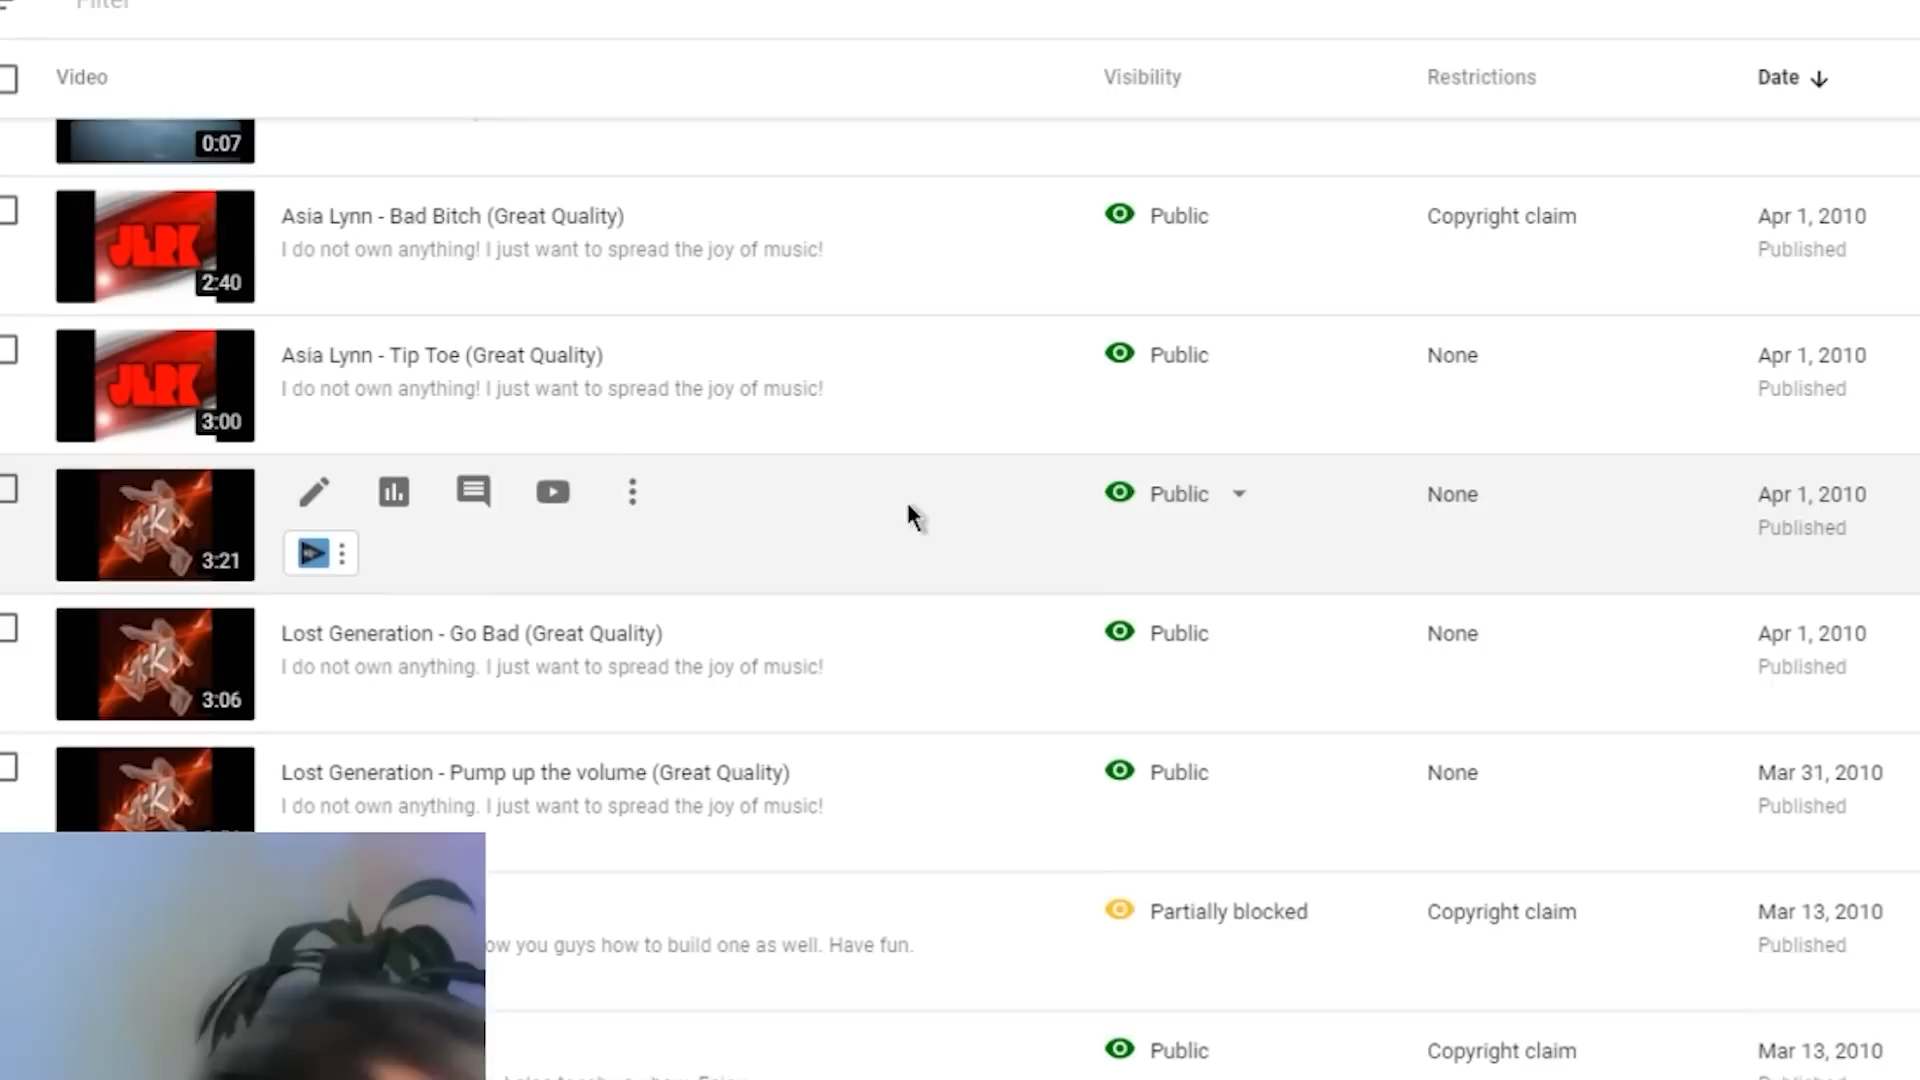 Filter
Video Visibility Restrictions Date
0:07
Asia Lynn - Bad Bitch (Great Quality) Public Copyright claim Apr 1, 2010
I do not own anything! I just want to spread the joy of music! Published
JERK
2:40
Asia Lynn - Tip Toe (Great Quality) Public None Apr 1, 2010
I do not own anything! I just want to spread the joy of music! Published
JERK
3:00
Public None Apr 1, 2010
Published
3:21
Lost Generation - Go Bad (Great Quality) Public None Apr 1, 2010
I do not own anything. I just want to spread the joy of music! Published
3:06
Lost Generation - Pump up the volume (Great Quality) Public None Mar 31, 2010
I do not own anything. I just want to spread the joy of music! Published
Partially blocked Copyright claim Mar 13, 2010
ow you guys how to build one as well. Have fun. Published
Public Copyright claim Mar 13, 2010